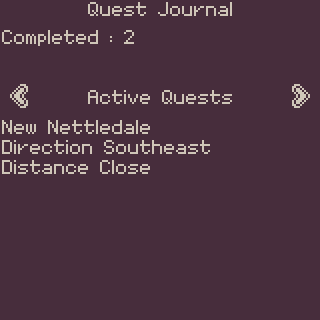 Quest Journal
Completed : 2
Active Quests
New Nettledale
Direction Southeast
Distance Close